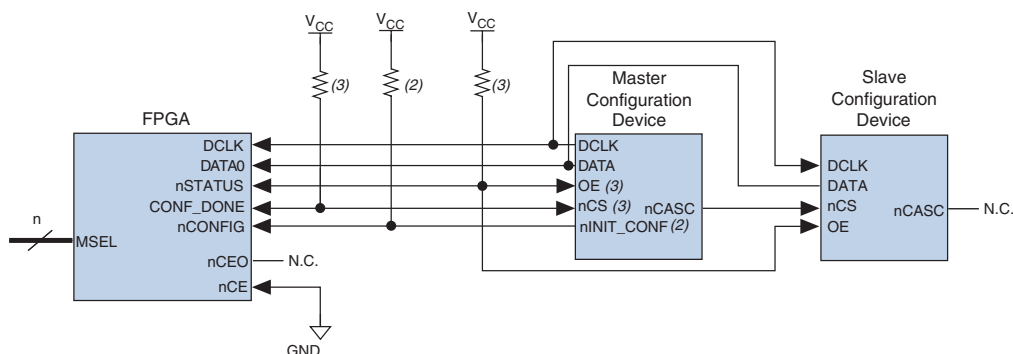 VCC
VCC
VCC
(3)
(2)
(3)
Master
Configuration
Device
Slave
Configuration
Device
FPGA
DCLK
DATA0
nSTATUS
CONF_DONE
nCONFIG
nCEO
nCE
MSEL
n
N.C.
GND
DCLK
DATA
OE (3)
nCS (3)
nINIT_CONF (2)
nCASC
DCLK
DATA
nCS
OE
nCASC
N.C.